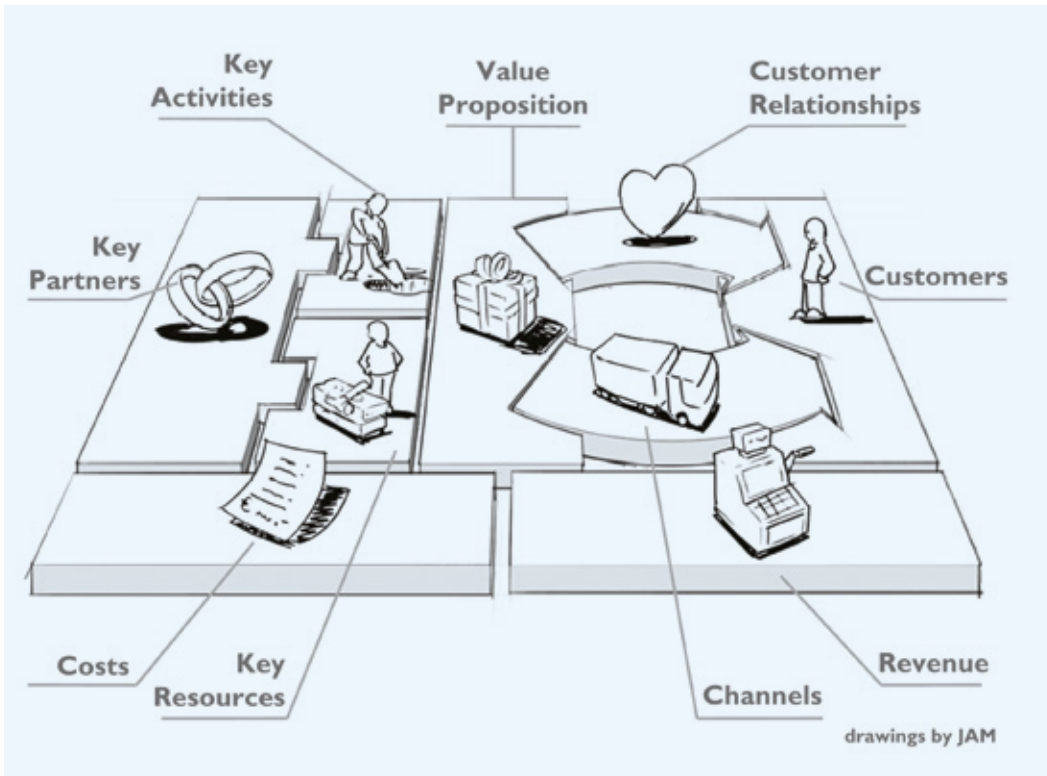 Key
Activities
Value
Proposition
Customer
Relationships
Key
Partners
Customers
Costs
Key
Resources
Channels
Revenue
drawings by JAM